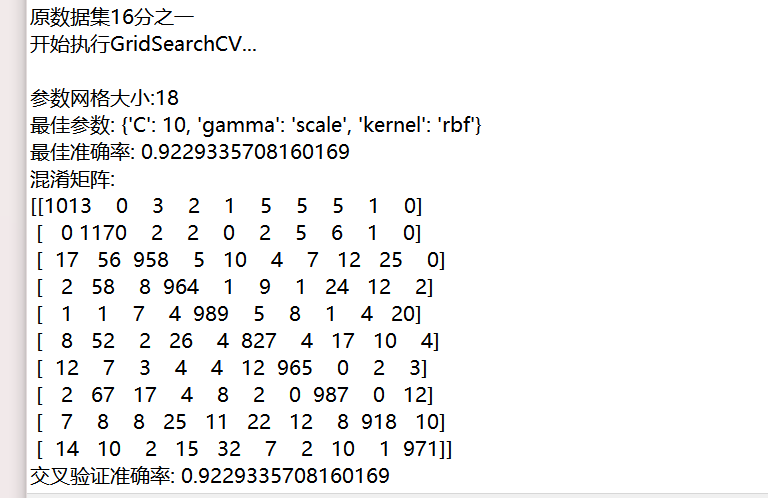 原数据集16分之一
开始执行GridSearchCV...
参数网格大小:18
最佳参数: {'C': 10, 'gamma': 'scale', 'kernel': 'rbf'}
最佳准确率: 0.9229335708160169
混淆矩阵:
[[1013 0 3 2 1 5 5 5 1 0]
[ 0 1170 2 2 0 2 5 6 1 0]
[ 17 56 958 5 10 4 7 12 25 0]
[ 2 58 8 964 1 9 1 24 12 2]
[ 1 1 7 4 989 5 8 1 4 20]
[ 8 52 2 26 4 827 4 17 10 4]
[ 12 7 3 4 4 12 965 0 2 3]
[ 2 67 17 4 8 2 0 987 0 12]
[ 7 8 8 25 11 22 12 8 918 10]
[ 14 10 2 15 32 7 2 10 1 971]]
交叉验证准确率: 0.9229335708160169